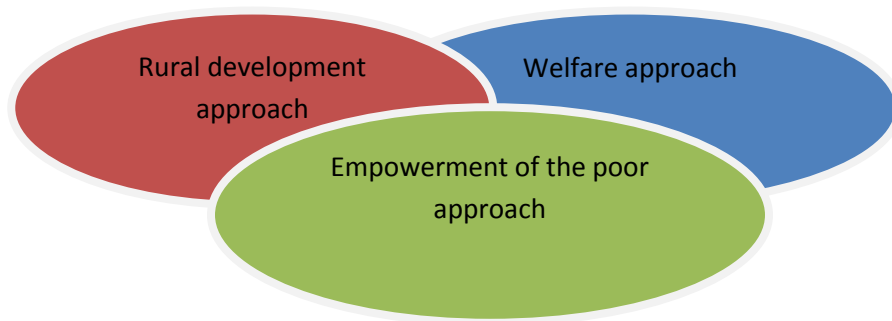 Rural development
approach
Welfare approach
Empowerment of the poor
approach